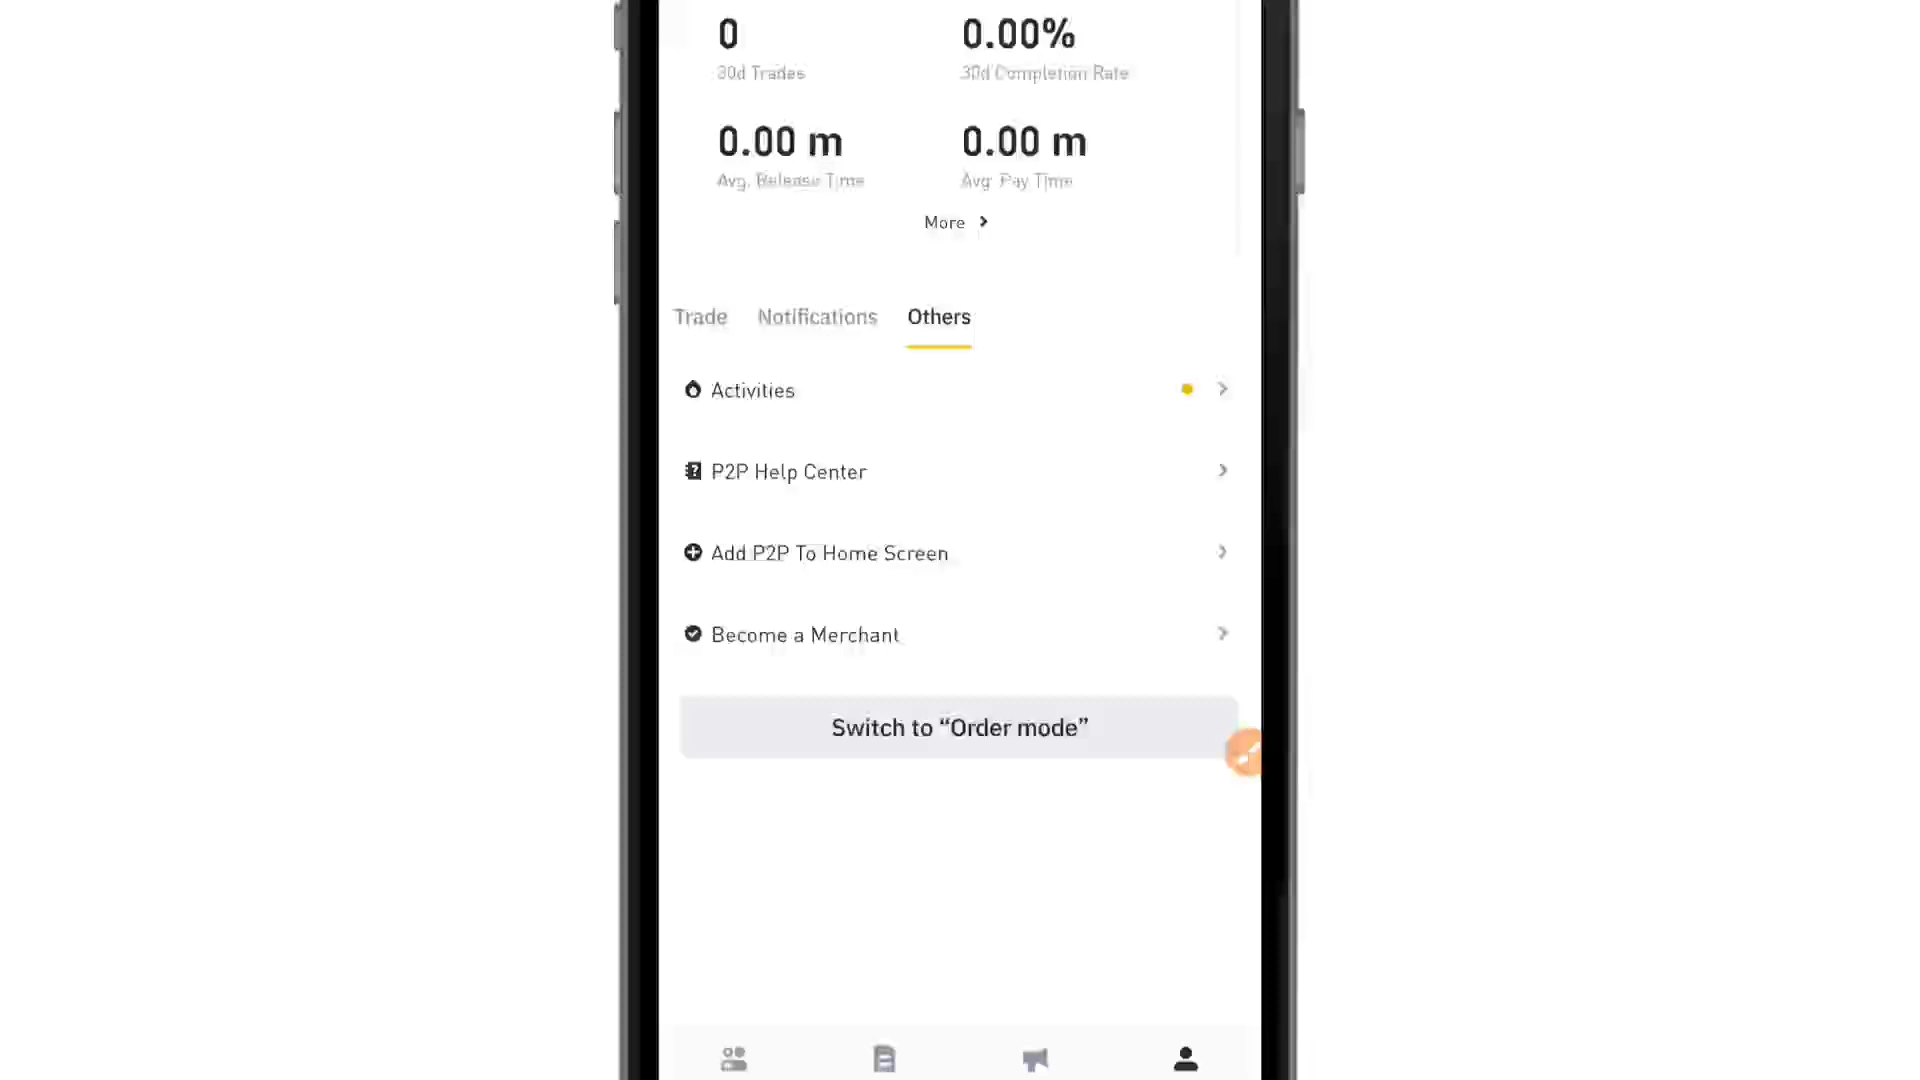 0
0.00%
30d Trades
30d Completion Rate
0.00 m
0.00 m
Avg. Release Time
Avg. Pay Time
More
Trade
Notifications
Others
Activities
P2P Help Center
Add P2P To Home Screen
Become a Merchant
Switch to “Order mode”